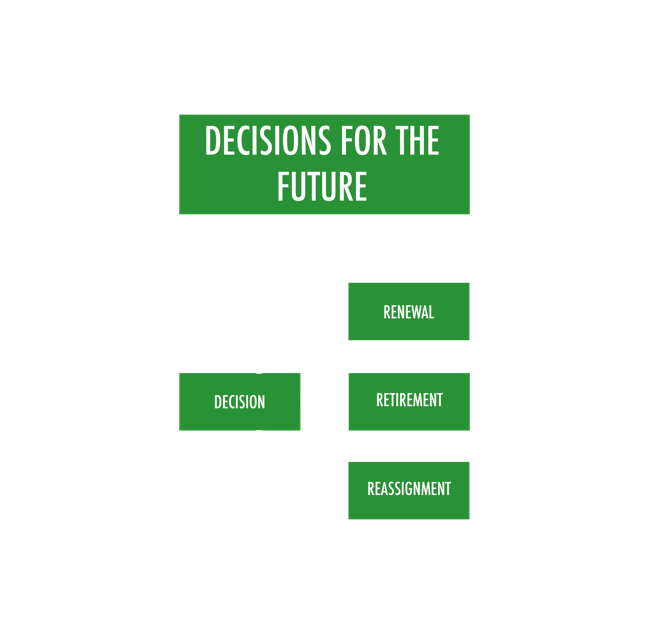 DECISIONS FOR THE
FUTURE
RENEWAL
DECISION
RETIREMENT
REASSIGNMENT